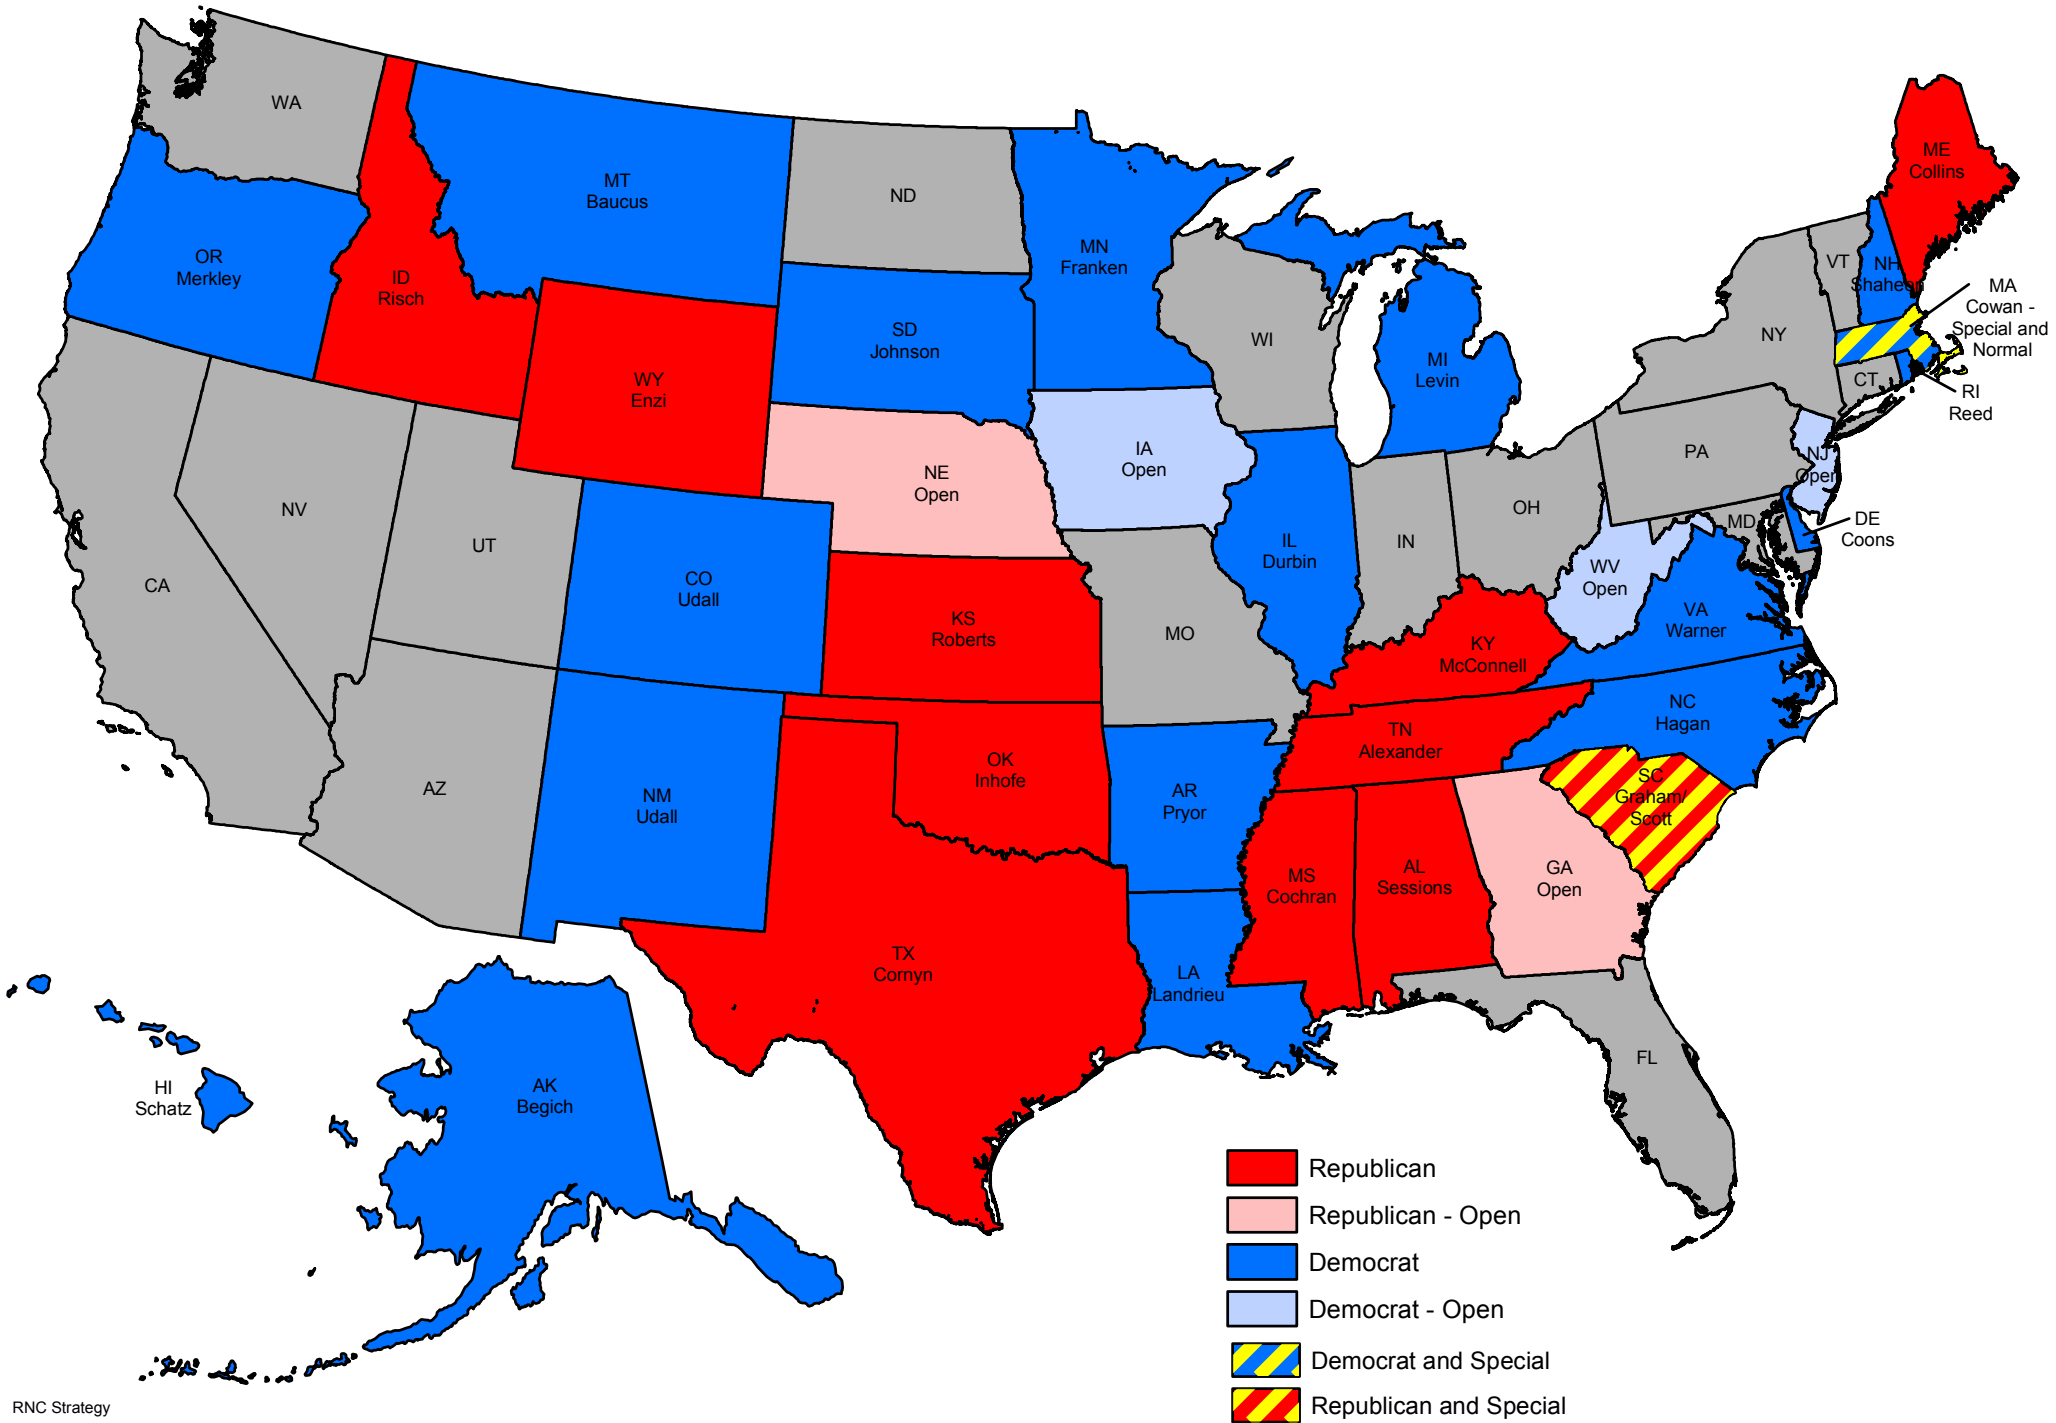 WA
MT
Baucus
ND
MN
Franken
ME
Collins
OR
Merkley
ID
Risch
SD
Johnson
WI
MI
Levin
NY
VT
NH
Shaheen
MA
Cowan -
Special and
Normal
WY
Enzi
CT
RI
Reed
NE
Open
IA
Open
PA
NJ
Open
NV
UT
CO
Udall
IL
Durbin
IN
OH
WV
Open
MD
DE
Coons
CA
KS
Roberts
MO
KY
McConnell
VA
Warner
NC
Hagan
TN
Alexander
AZ
NM
Udall
OK
Inhofe
AR
Pryor
SC
Graham/
Scott
MS
Cochran
AL
Sessions
GA
Open
TX
Cornyn
LA
Landrieu
FL
HI
Schatz
AK
Begich
Republican
Republican - Open
Democrat
Democrat - Open
Democrat and Special
Republican and Special
RNC Strategy